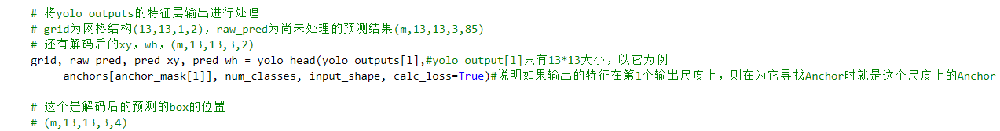 # 将yolo_outputs的特征层输出进行处理
# grid为网格结构(13,13,1,2)，raw_pred为尚未处理的预测结果(m,13,13,3,85)
# 还有解码后的xy，wh，(m,13,13,3,2)
grid, raw_pred, pred_xy, pred_wh = yolo_head(yolo_outputs[l],#yolo_output[l]只有13*13大小，以它为例
anchors[anchor_mask[l]], num_classes, input_shape, calc_loss=True)#说明如果输出的特征在第l个输出尺度上，则在为它寻找Anchor时就是这个尺度上的Anchor
# 这个是解码后的预测的box的位置
# (m,13,13,3,4)